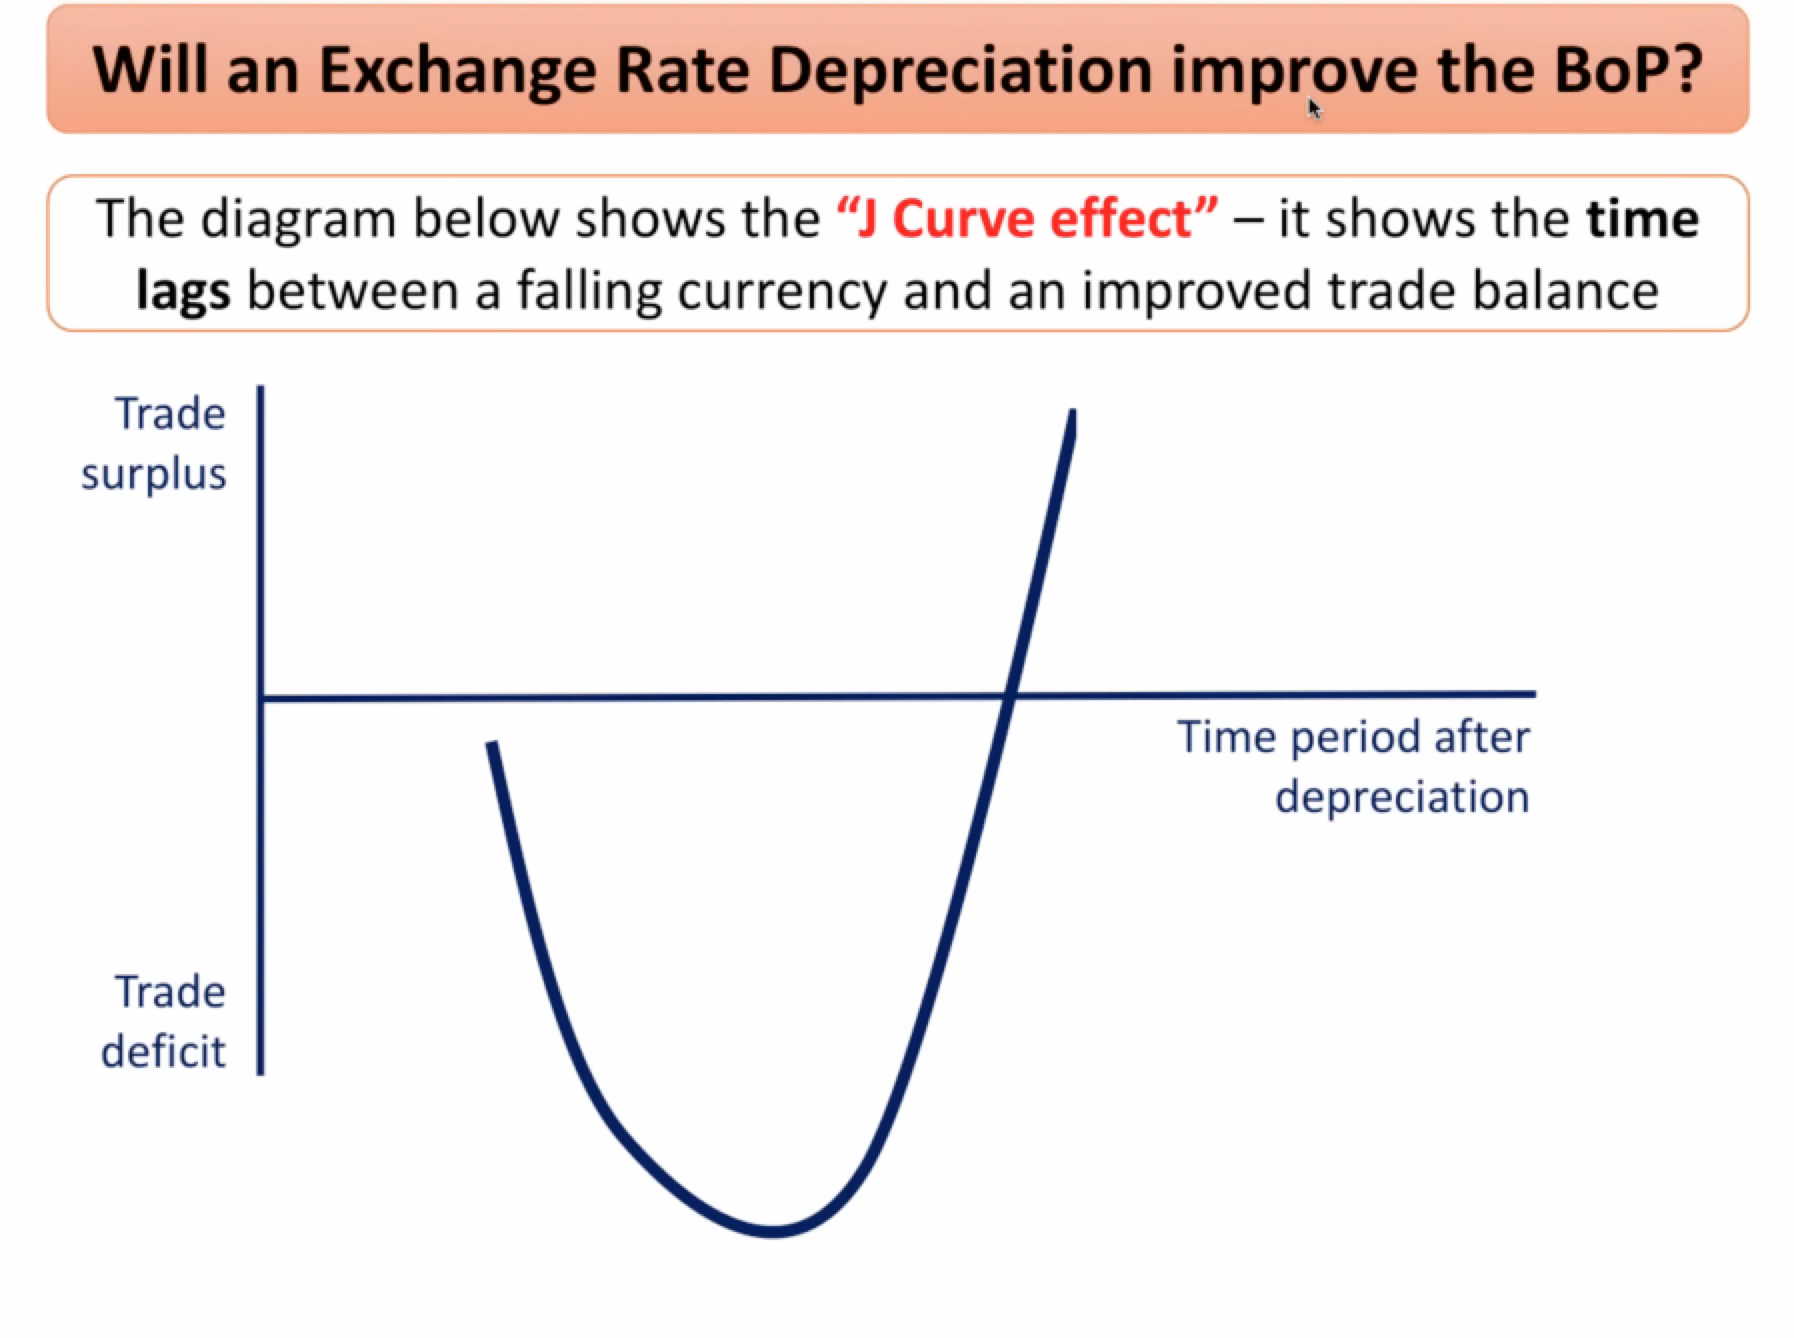 Will an Exchange Rate Depreciation improve the BoP?
The diagram below shows the “J Curve effect” – it shows the time
lags between a falling currency and an improved trade balance
Trade
surplus
Time period after
depreciation
Trade
deficit